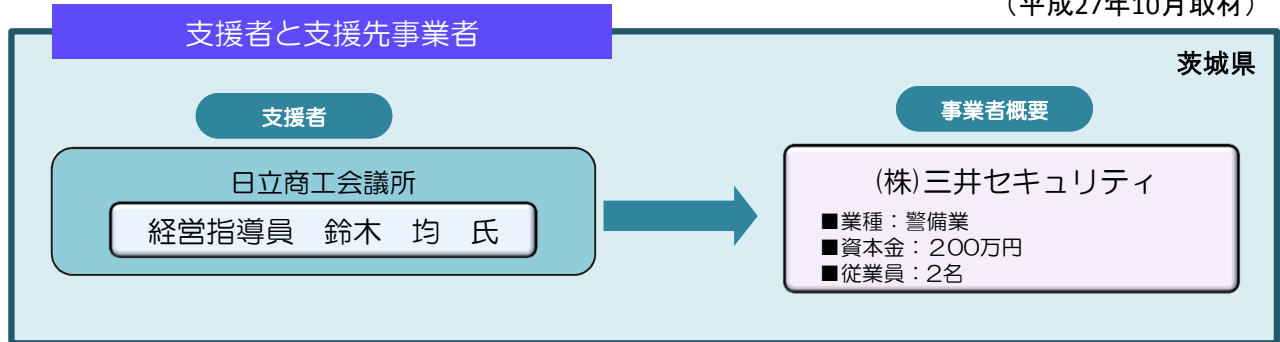 (平成27年10月取材)
支援者と支援先事業者
茨城県
支援者
日立商工会議所
経営指導員 鈴木 均 氏
事業者概要
(株)三井セキュリティ
■業種:警備業
■資本金:200万円
■従業員:2名